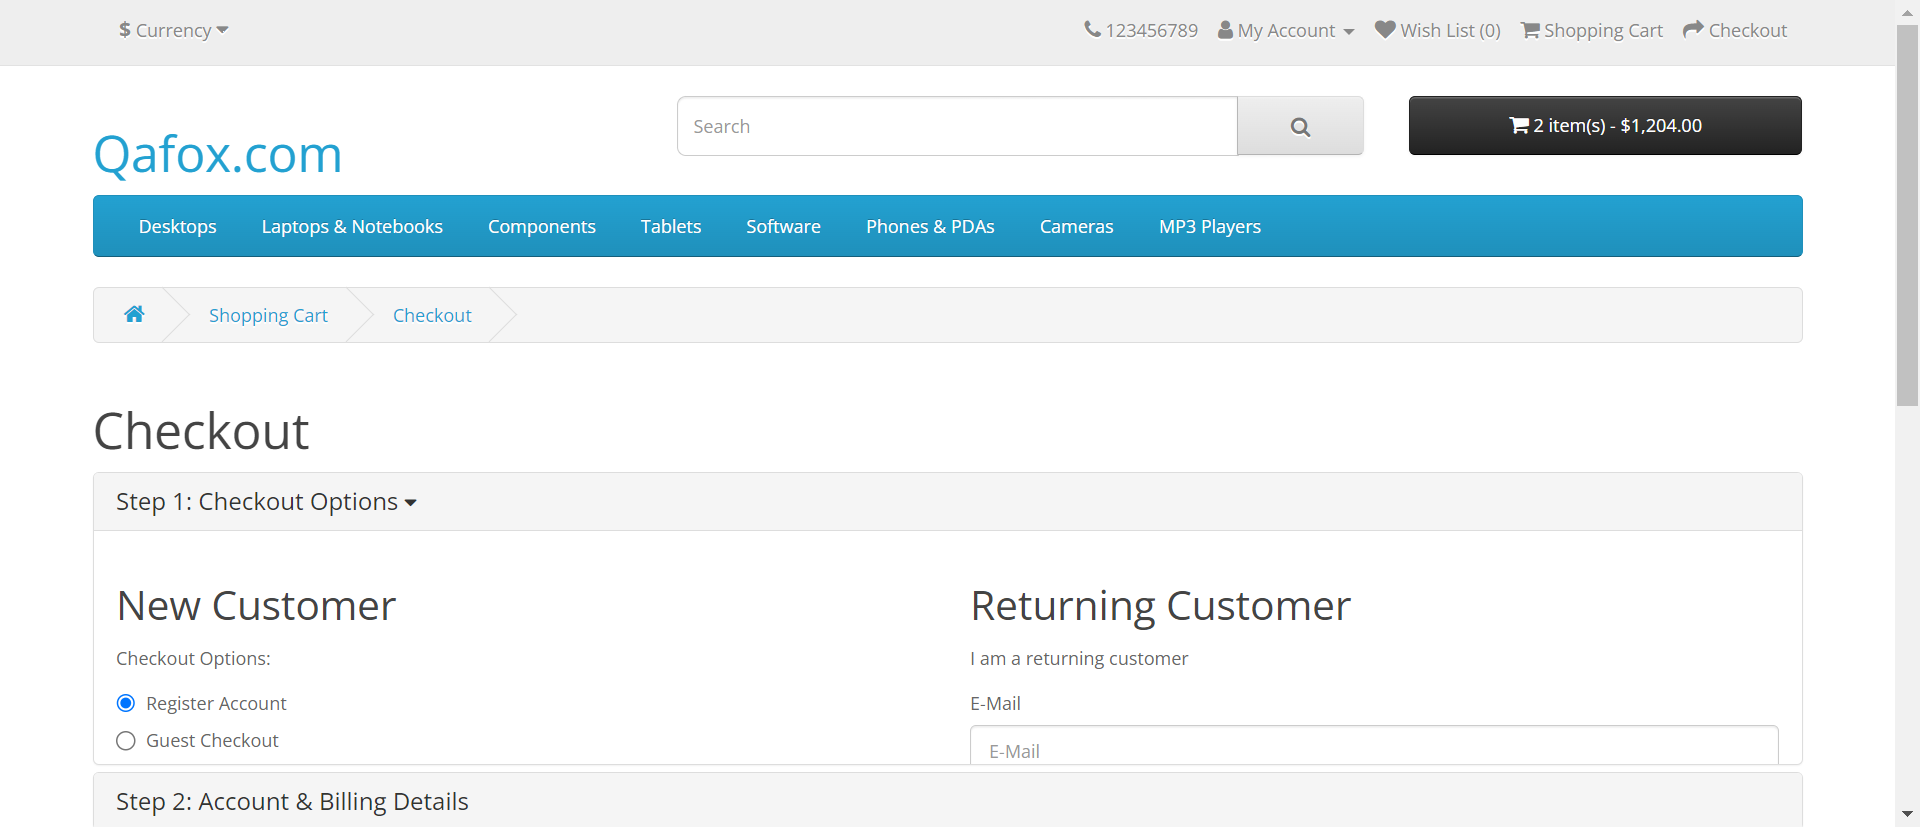 $ Currency
123456789 My Account Wish List (0) Shopping Cart Checkout
Search
2 item(s) - $1,204.00
Qafox.com
Desktops Laptops & Notebooks Components Tablets Software Phones & PDAs Cameras MP3 Players
Shopping Cart Checkout
Checkout
Step 1: Checkout Options
New Customer
Checkout Options:
Register Account
Guest Checkout
Returning Customer
I am a returning customer
E-Mail
E-Mail
Step 2: Account & Billing Details